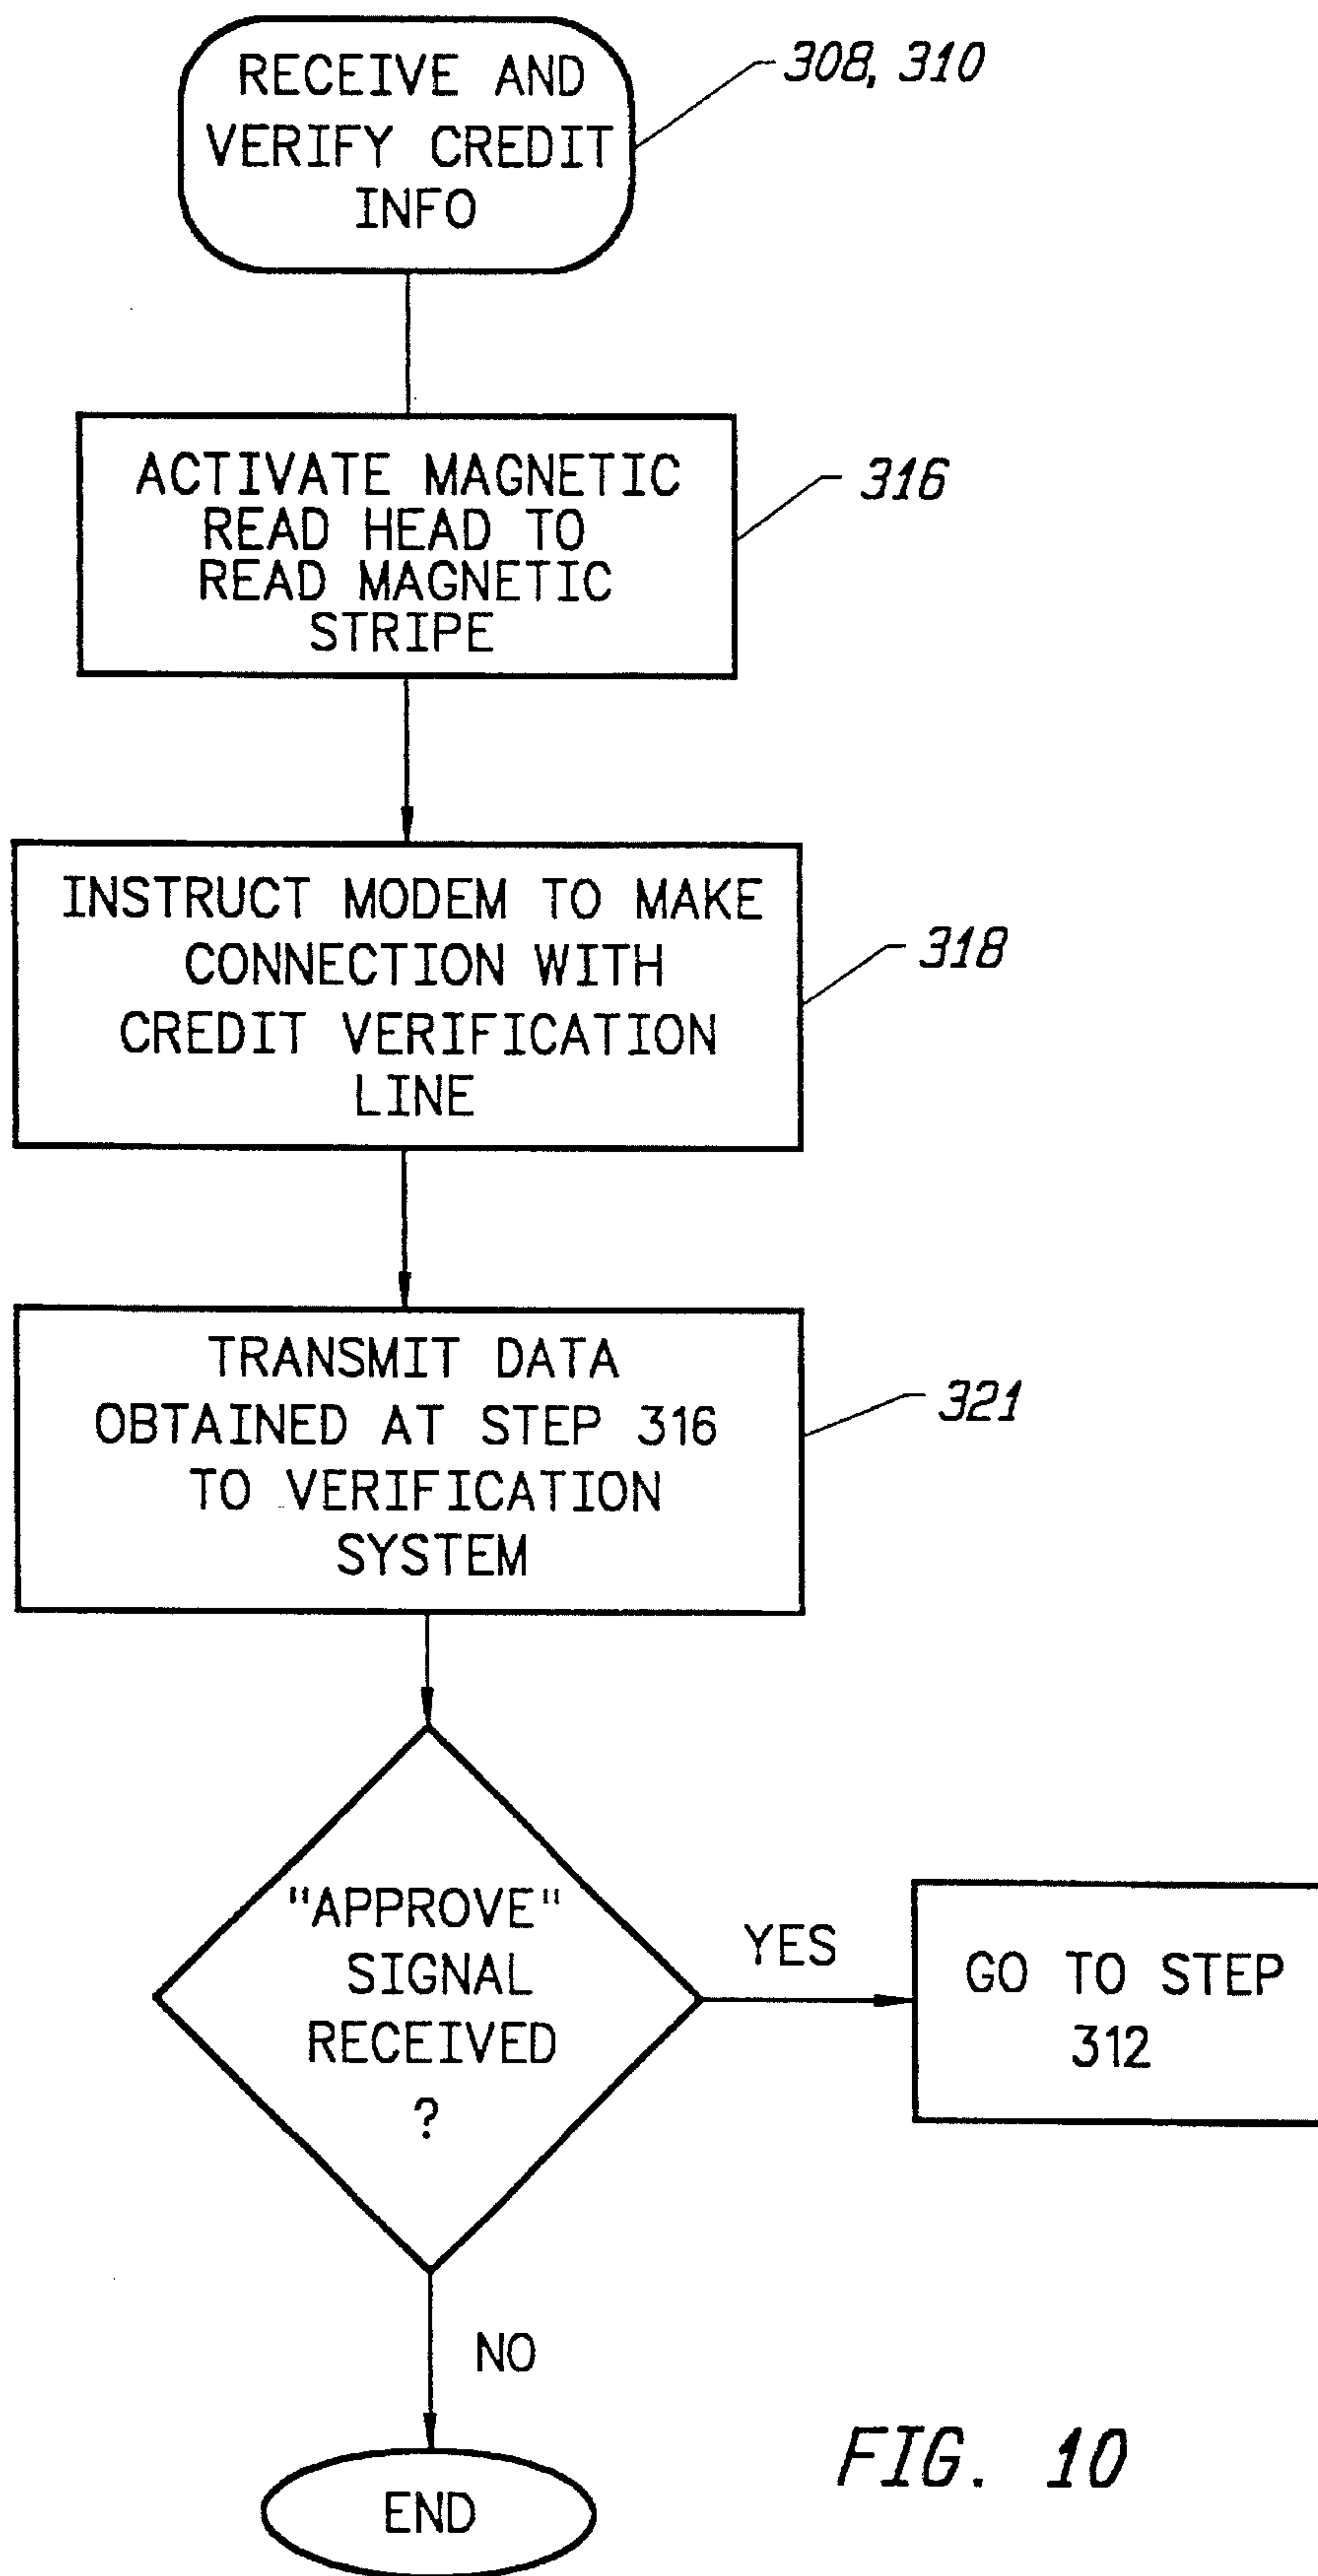 RECEIVE AND
VERIFY CREDIT
INFO
308, 310
ACTIVATE MAGNETIC
READ HEAD TO
READ MAGNETIC
STRIPE
316
INSTRUCT MODEM TO MAKE
CONNECTION WITH
CREDIT VERIFICATION
LINE
318
TRANSMIT DATA
OBTAINED AT STEP 316
TO VERIFICATION
SYSTEM
321
"APPROVE"
SIGNAL
RECEIVED
?
YES
GO TO STEP
312
NO
END
FIG. 10